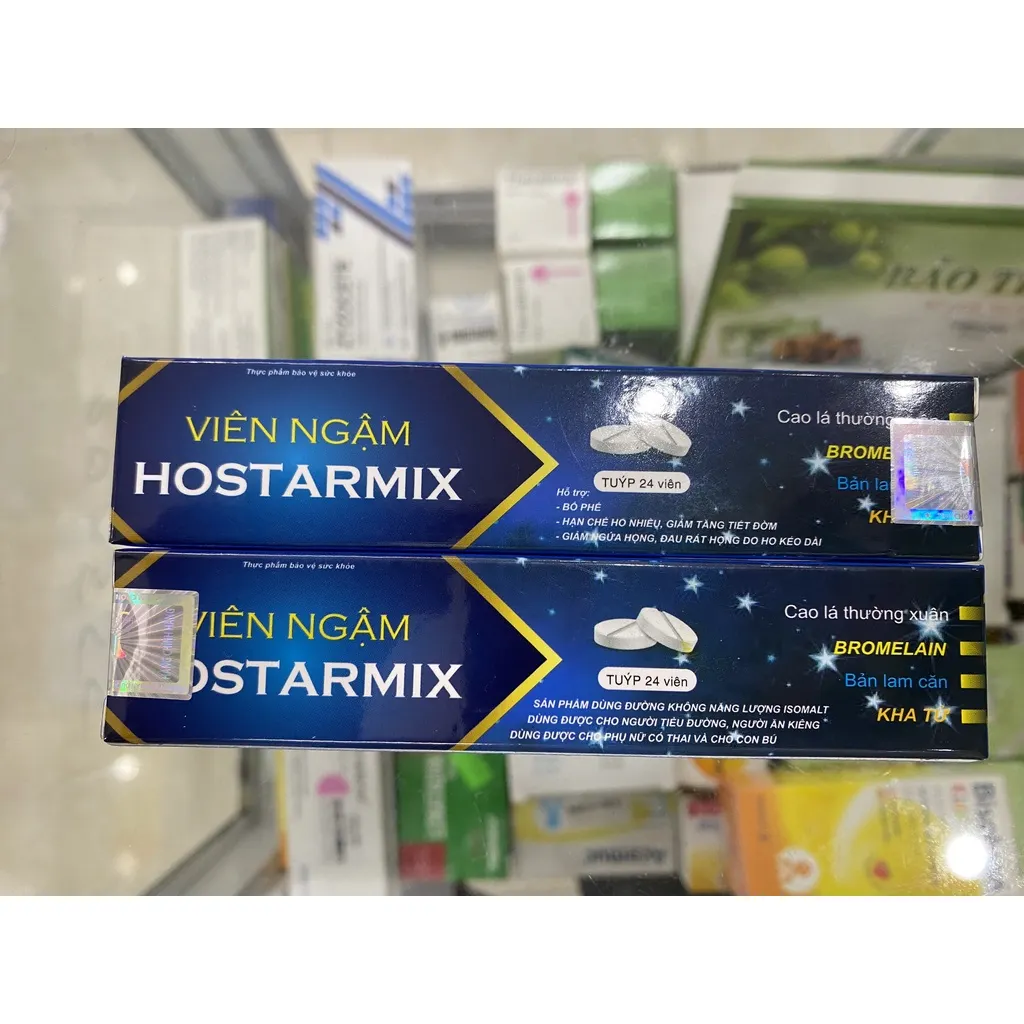 BẢO
Thực phẩm bảo vệ sức khỏe
VIÊN NGẬM
HOSTARMIX
TUÝP 24 viên
Hỗ trợ:
- BỔ PHẾ
- HẠN CHẾ HO NHIỀU, GIẢM TĂNG TIẾT ĐỜM
- GIẢM NGỨA HỌNG, ĐAU RÁT HỌNG DO HO KÉO DÀI
Cao lá thường
Bản
Thực phẩm bảo vệ sức khỏe
VIÊN NGẬM
HOSTARMIX
TUÝP 24 viên
SẢN PHẨM DÙNG ĐƯỜNG KHÔNG NĂNG LƯỢNG ISOMALT
DÙNG ĐƯỢC CHO NGƯỜI TIỂU ĐƯỜNG, NGƯỜI ĂN KIÊNG
DÙNG ĐƯỢC CHO PHỤ NỮ CÓ THAI VÀ CHO CON BÚ
Cao lá thường xuân
BROMELAIN
Bản lam căn
KHA TỬ